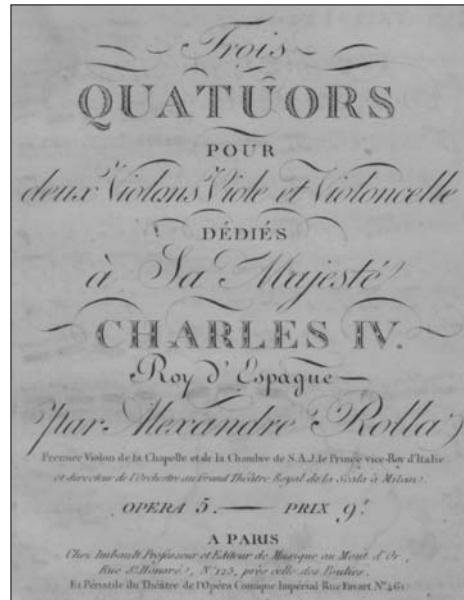 Trois
QUATUORS
POUR
deux Violons Viole et Violoncelle
DÉDIÉS
à Sa Majesté
CHARLES IV.
Roy d'Espagne
par Alexandre Rolla
Premier Violon de la Chapelle et de la Chambre de S.A.J. le Prince vice-Roy d'Italie
et directeur de l'Orchestre au Grand Théâtre Royal de la Scala à Milan.
OPERA 5. — PRIX 9.
A PARIS
Chez Imbault Professeur et Editeur de Musique au Mont d'Or
Rue St. Honoré, No. 125, près celle des Poulies.
Et Péristile du Théâtre de l'Opéra Comique Impérial Rue Favart No. 461